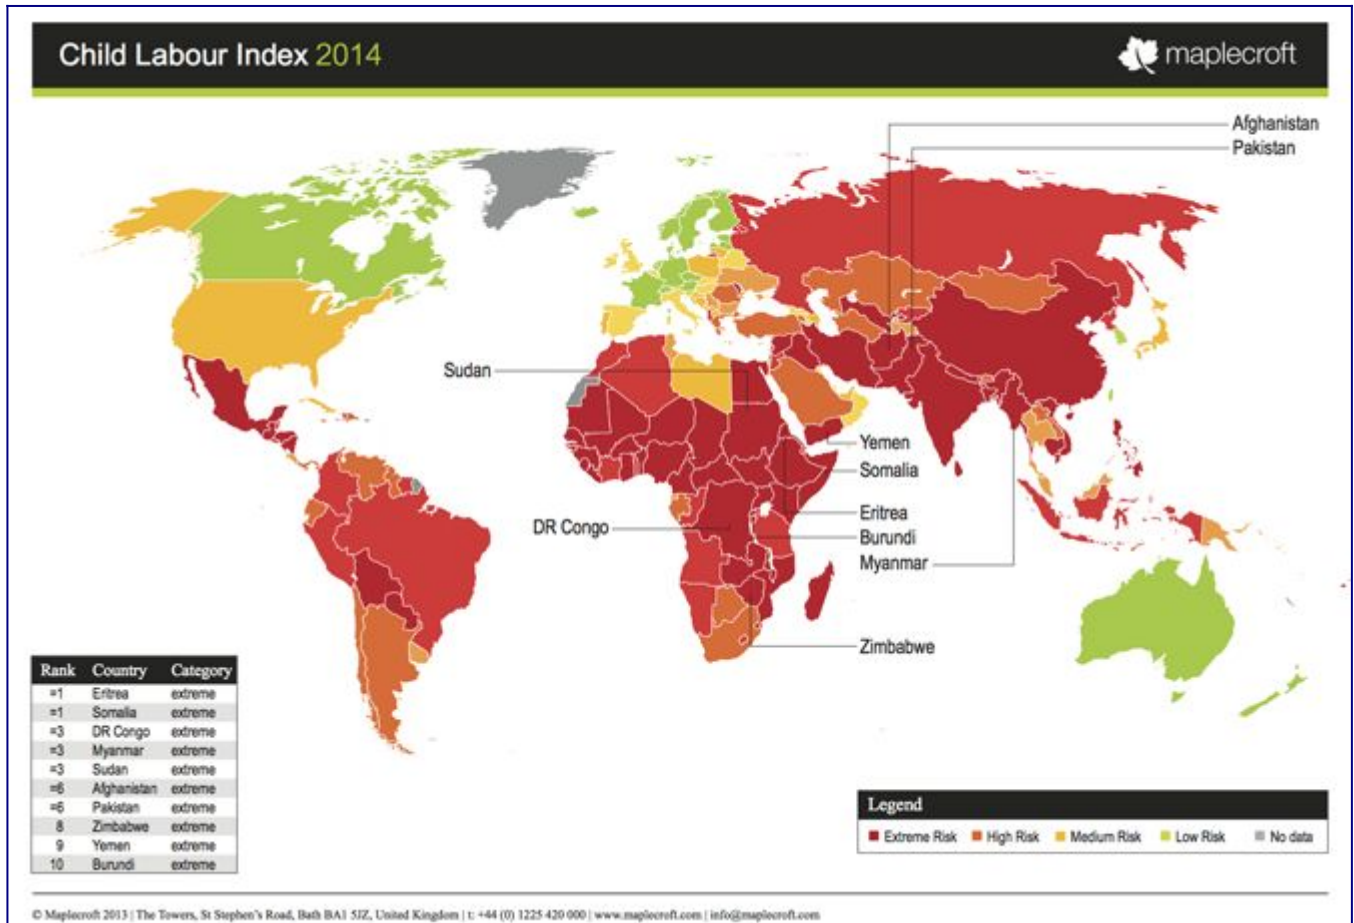 Child Labour Index 2014
maplecroft
Afghanistan
Pakistan
Sudan
Yemen
Somalia
DR Congo
Eritrea
Burundi
Myanmar
Zimbabwe
Rank Country Category
=1 Eritrea extreme
=1 Somalia extreme
=3 DR Congo extreme
=3 Myanmar extreme
=3 Sudan extreme
=6 Afghanistan extreme
=6 Pakistan extreme
8 Zimbabwe extreme
9 Yemen extreme
10 Burundi extreme
Legend
Extreme Risk High Risk Medium Risk Low Risk No data
© Maplecroft 2013 | The Towers, St Stephen's Road, Bath BA1 5JZ, United Kingdom | t: +44 (0) 1225 420 000 | www.maplecroft.com | info@maplecroft.com